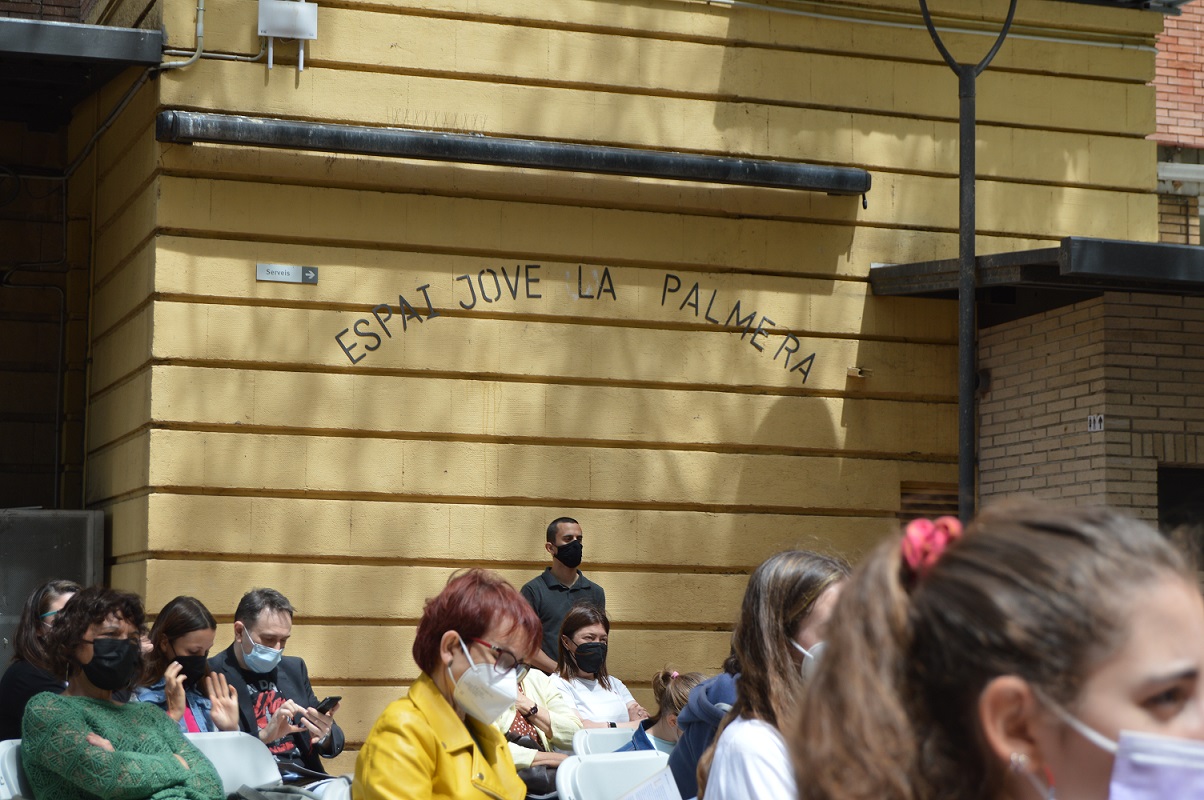 Serveis →
ESPAI JOVE LA PALMERA